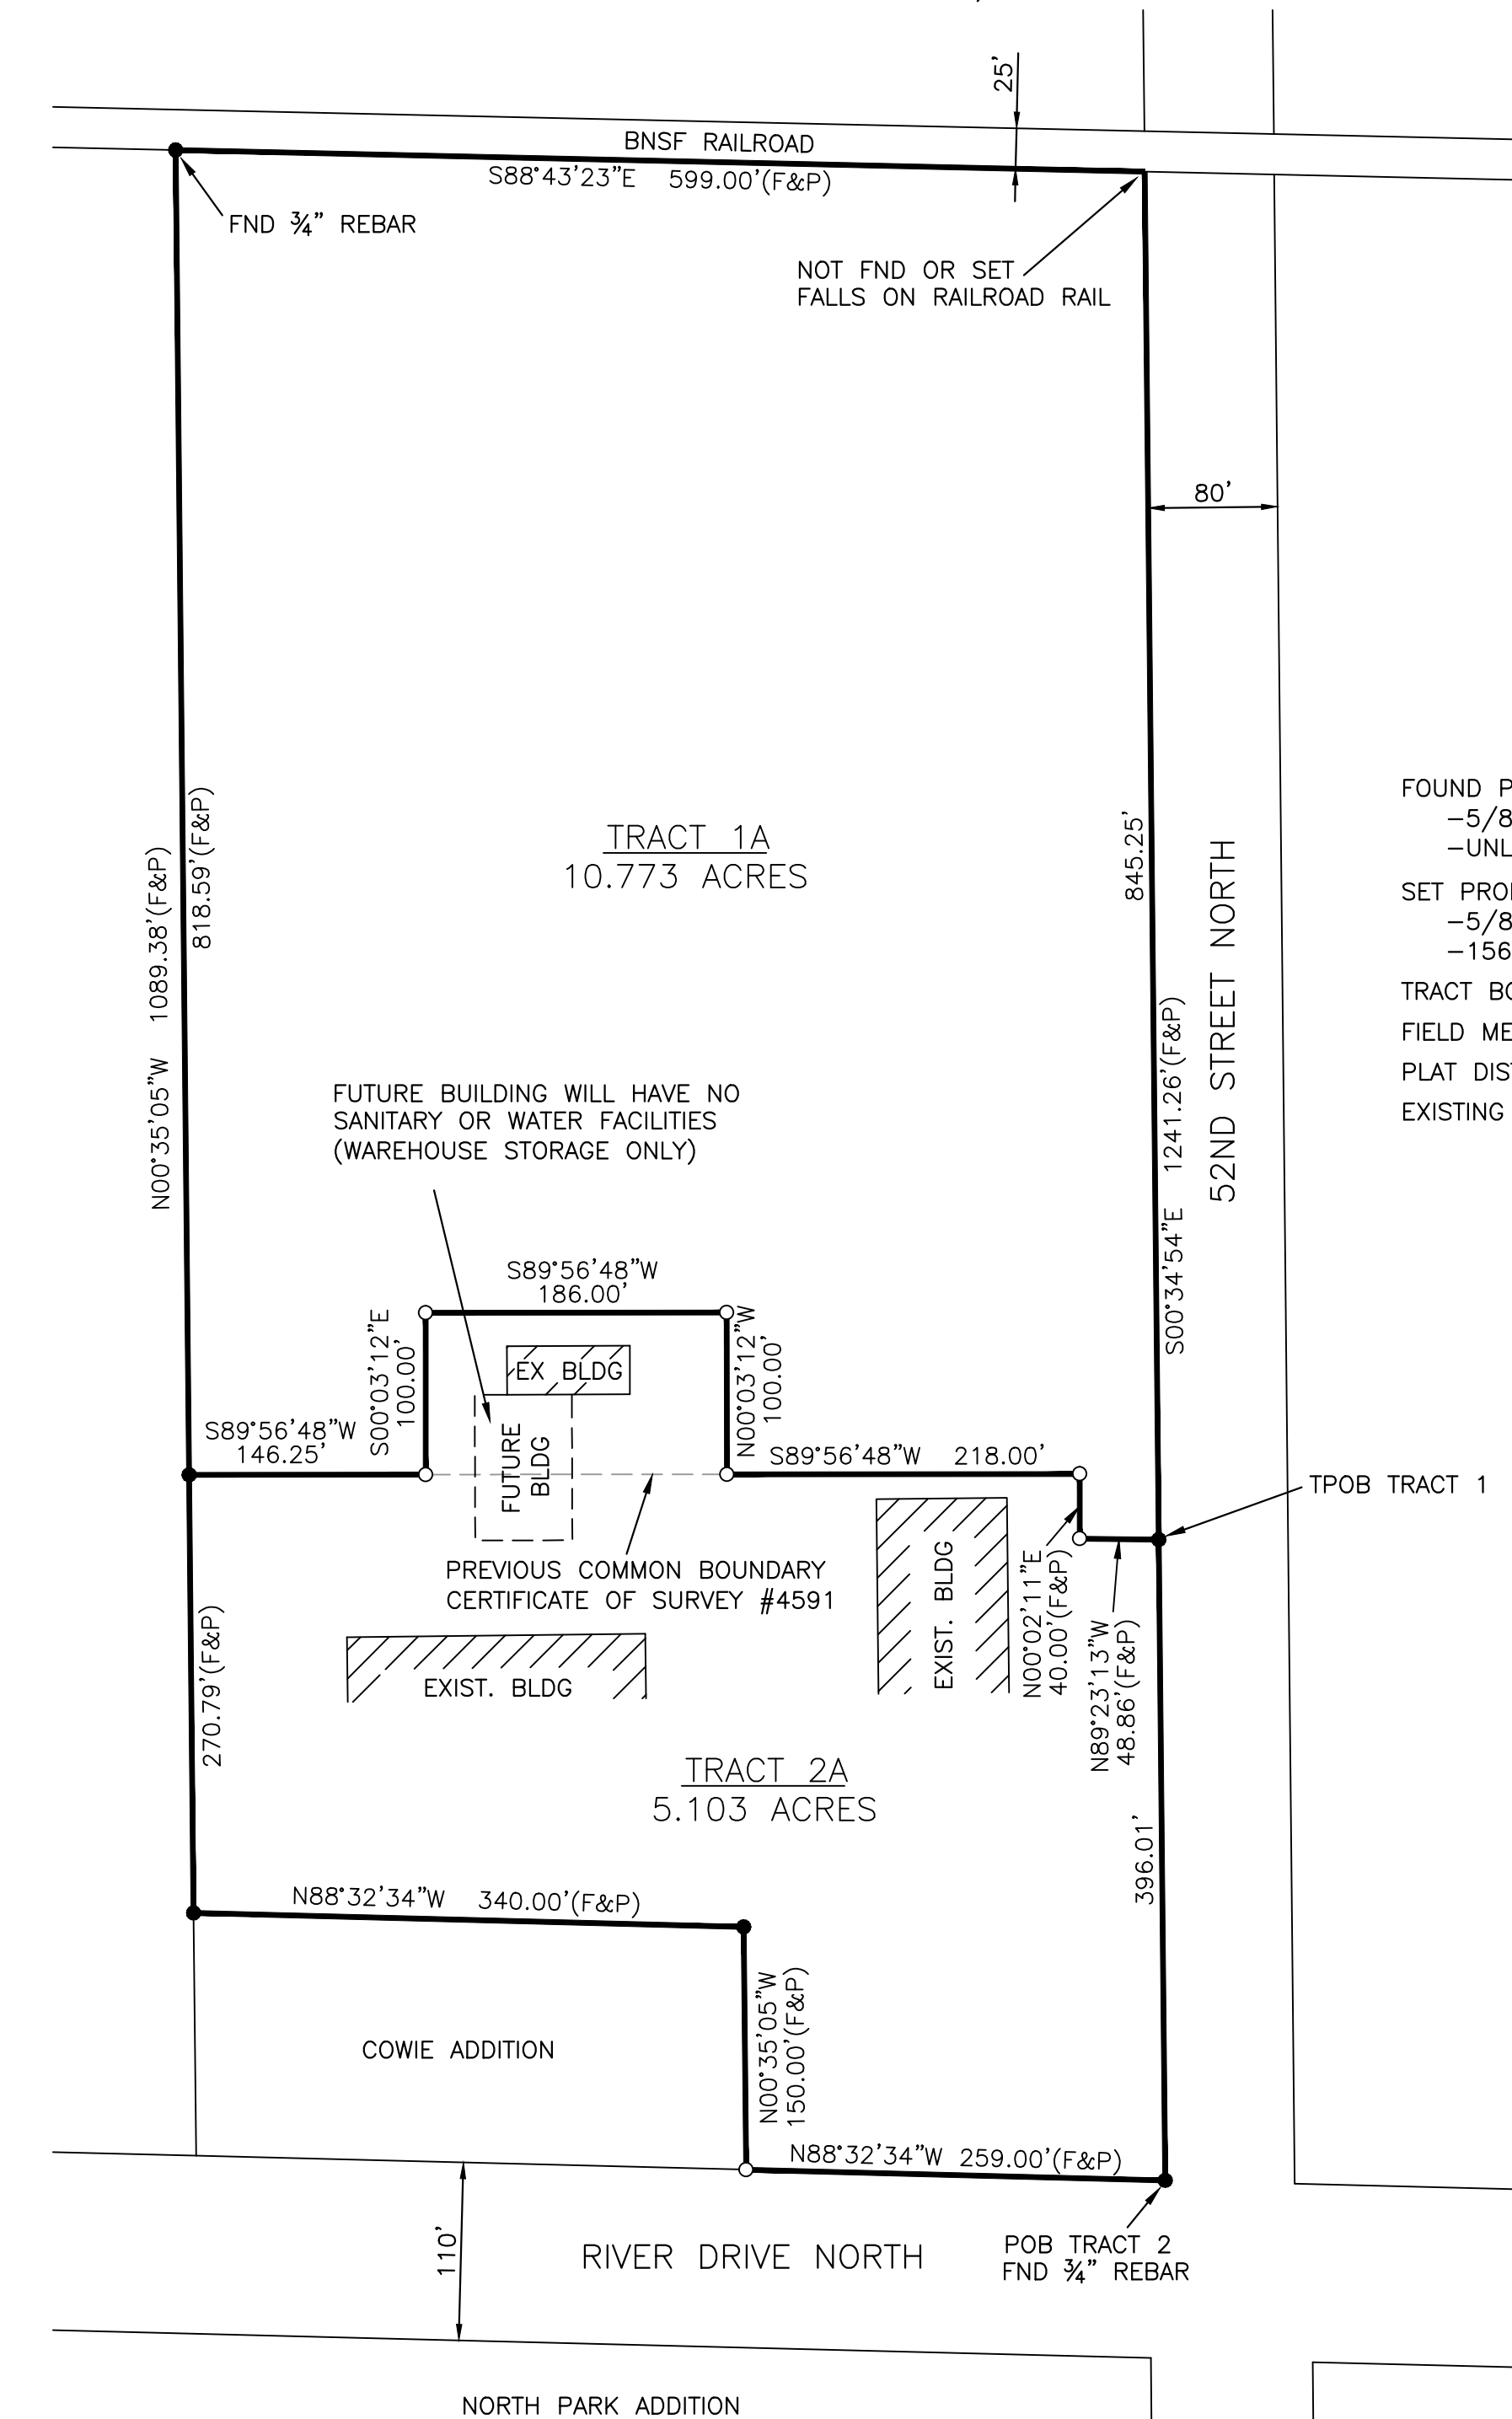 25'
BNSF RAILROAD
S88°43'23"E 599.00'(F&P)
FND ¾" REBAR
NOT FND OR SET
FALLS ON RAILROAD RAIL
80'
TRACT 1A
10.773 ACRES
818.59'(F&P)
N00°35'05"W 1089.38'(F&P)
845.25'
S00°34'54"E 1241.26'(F&P)
52ND STREET NORTH
FOUND P
-5/8
-UNL
SET PRO
-5/8
-156
TRACT BO
FIELD ME
PLAT DIS
EXISTING
FUTURE BUILDING WILL HAVE NO
SANITARY OR WATER FACILITIES
(WAREHOUSE STORAGE ONLY)
S89°56'48"W
186.00'
S00°03'12"E
100.00'
EX BLDG
N00°03'12"W
100.00'
S89°56'48"W
146.25'
FUTURE
BLDG
S89°56'48"W 218.00'
TPOB TRACT 1
PREVIOUS COMMON BOUNDARY
CERTIFICATE OF SURVEY #4591
EXIST. BLDG
N00°02'11"E
40.00'(F&P)
N89°23'13"W
48.86'(F&P)
EXIST. BLDG
270.79'(F&P)
TRACT 2A
5.103 ACRES
396.01'
N88°32'34"W 340.00'(F&P)
N00°35'05"W
150.00'(F&P)
COWIE ADDITION
N88°32'34"W 259.00'(F&P)
110'
RIVER DRIVE NORTH
POB TRACT 2
FND ¾" REBAR
NORTH PARK ADDITION